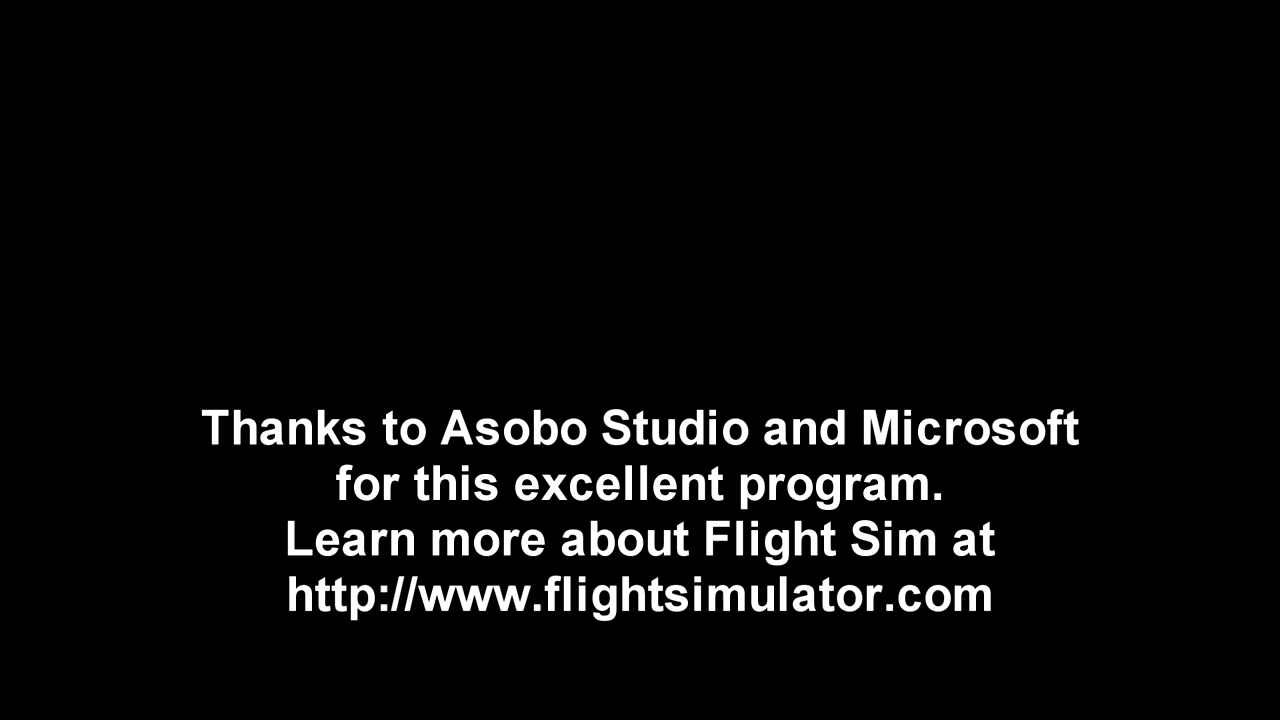 Thanks to Asobo Studio and Microsoft
for this excellent program.
Learn more about Flight Sim at
http://www.flightsimulator.com